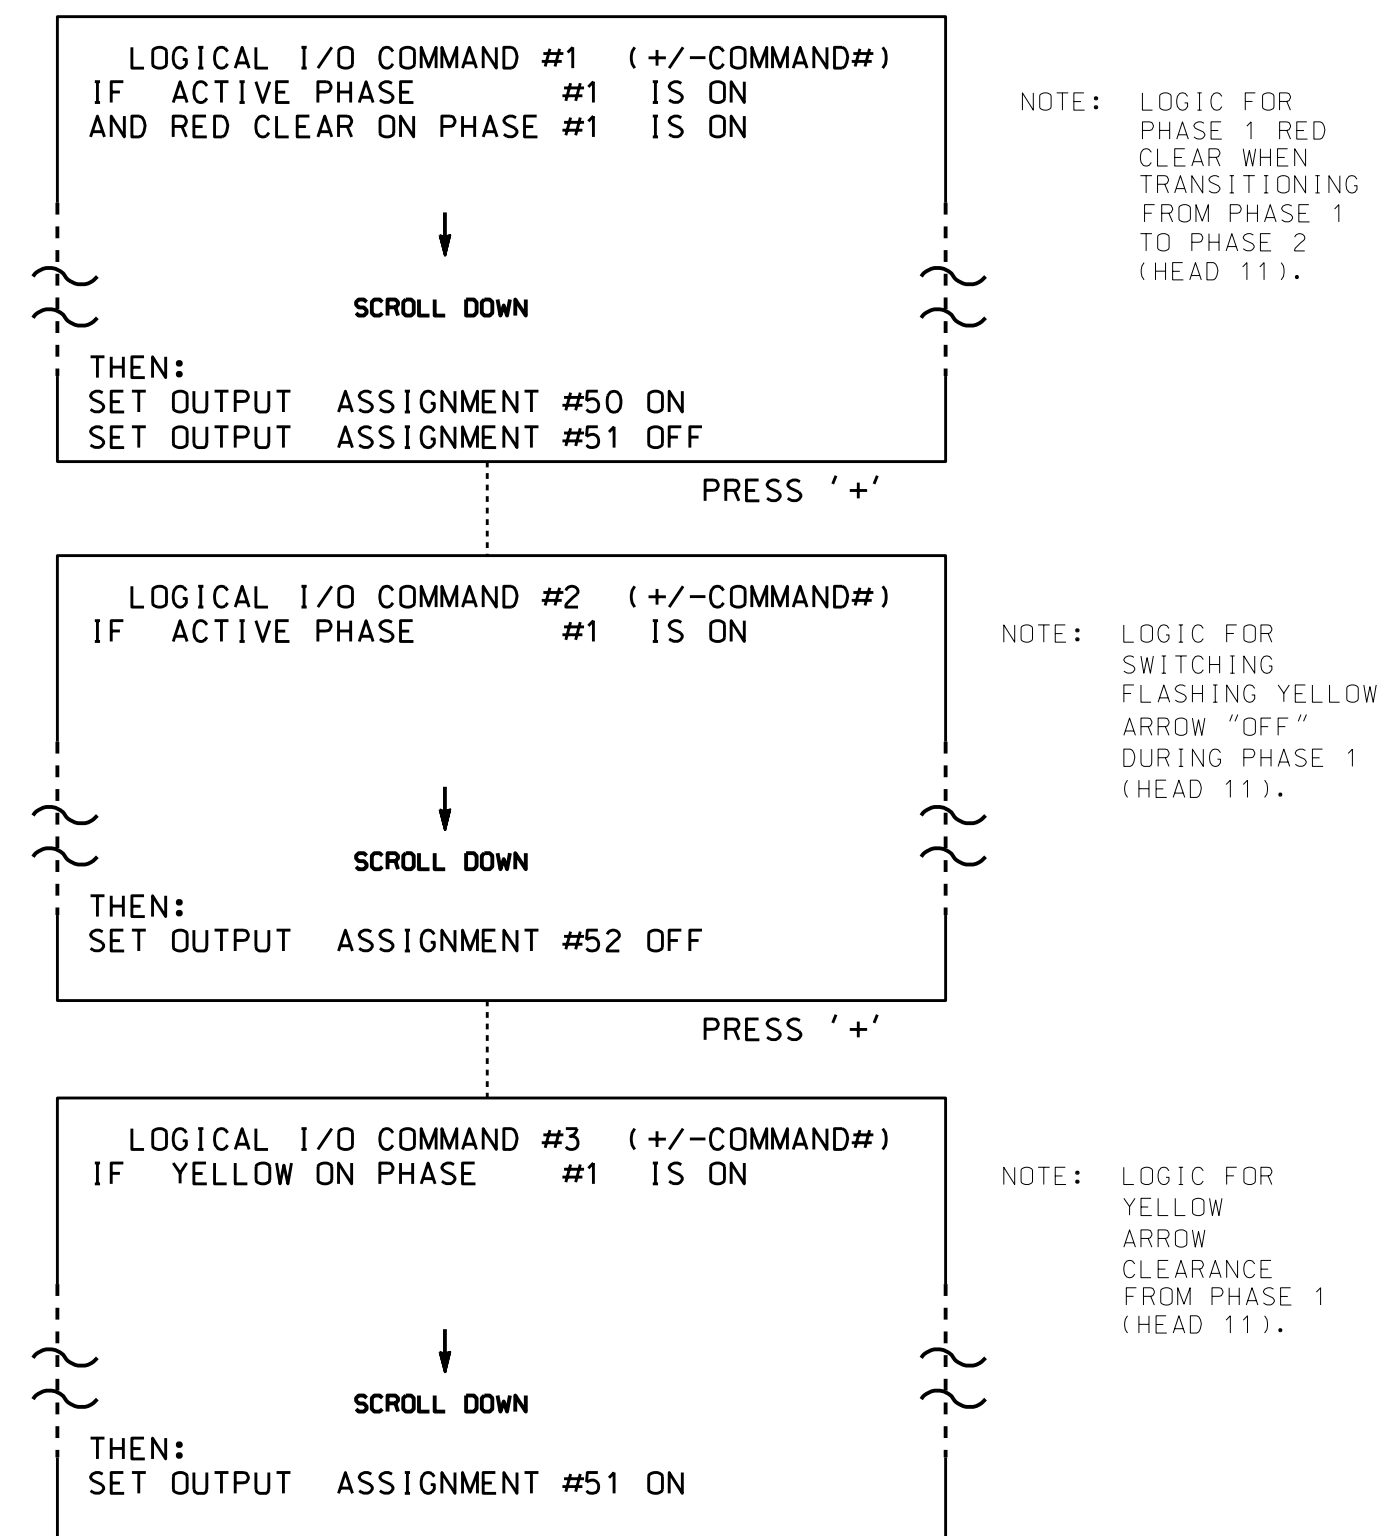 LOGICAL I/O COMMAND #1 (+/-COMMAND#)
IF ACTIVE PHASE #1 IS ON
AND RED CLEAR ON PHASE #1 IS ON
SCROLL DOWN
THEN:
SET OUTPUT ASSIGNMENT #50 ON
SET OUTPUT ASSIGNMENT #51 OFF
NOTE: LOGIC FOR
PHASE 1 RED
CLEAR WHEN
TRANSITIONING
FROM PHASE 1
TO PHASE 2
(HEAD 11).
PRESS '+'
LOGICAL I/O COMMAND #2 (+/-COMMAND#)
IF ACTIVE PHASE #1 IS ON
SCROLL DOWN
THEN:
SET OUTPUT ASSIGNMENT #52 OFF
NOTE: LOGIC FOR
SWITCHING
FLASHING YELLOW
ARROW "OFF"
DURING PHASE 1
(HEAD 11).
PRESS '+'
LOGICAL I/O COMMAND #3 (+/-COMMAND#)
IF YELLOW ON PHASE #1 IS ON
SCROLL DOWN
THEN:
SET OUTPUT ASSIGNMENT #51 ON
NOTE: LOGIC FOR
YELLOW
ARROW
CLEARANCE
FROM PHASE 1
(HEAD 11).